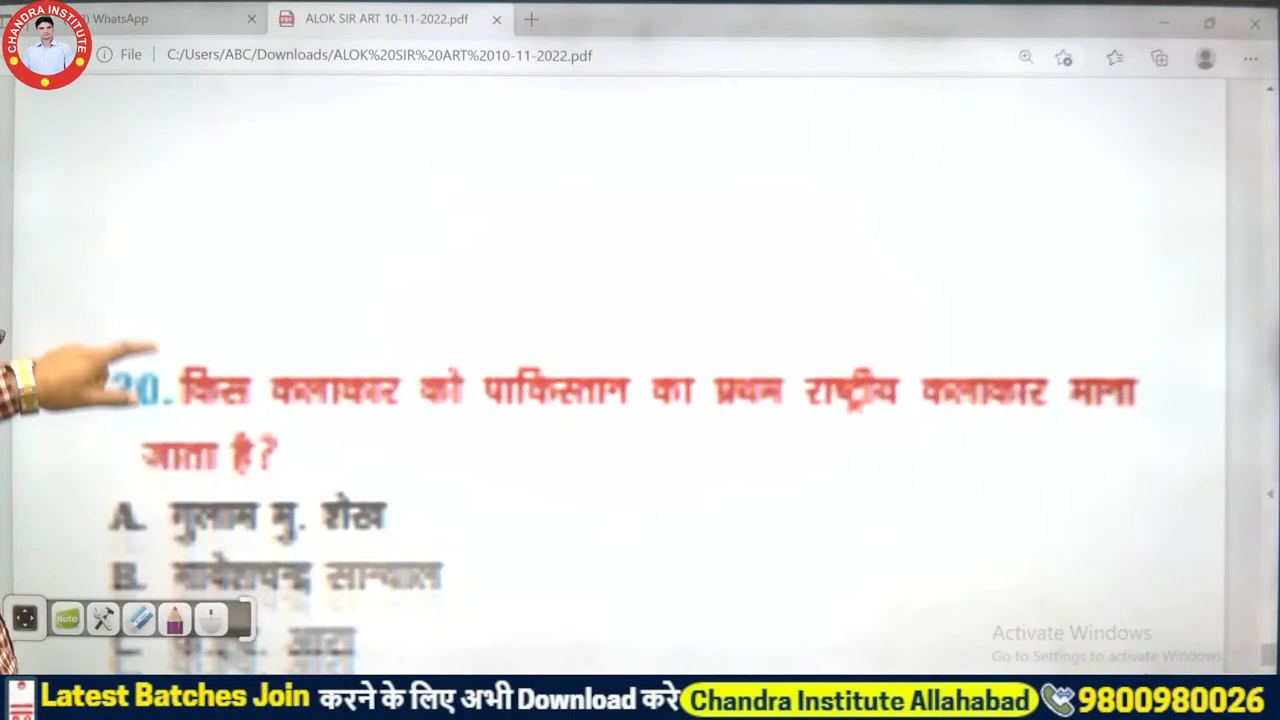 CHANDRA INSTITUTE
WhatsApp
ALOK SIR ART 10-11-2022.pdf
File C:/Users/ABC/Downloads/ALOK%20SIR%20ART%2010-11-2022.pdf
20. किस कलाकार को पाकिस्तान का प्रथम राष्ट्रीय कलाकार माना
जाता है?
A. गुलाम मु. शेख
B. सान्याल
आरा
Note
Activate Windows
Go to Settings to activate Windows.
Latest Batches Join करने के लिए अभी Download करे Chandra Institute Allahabad 9800980026